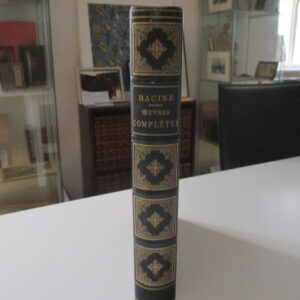 RACINE
ŒUVRES
COMPLÈTES